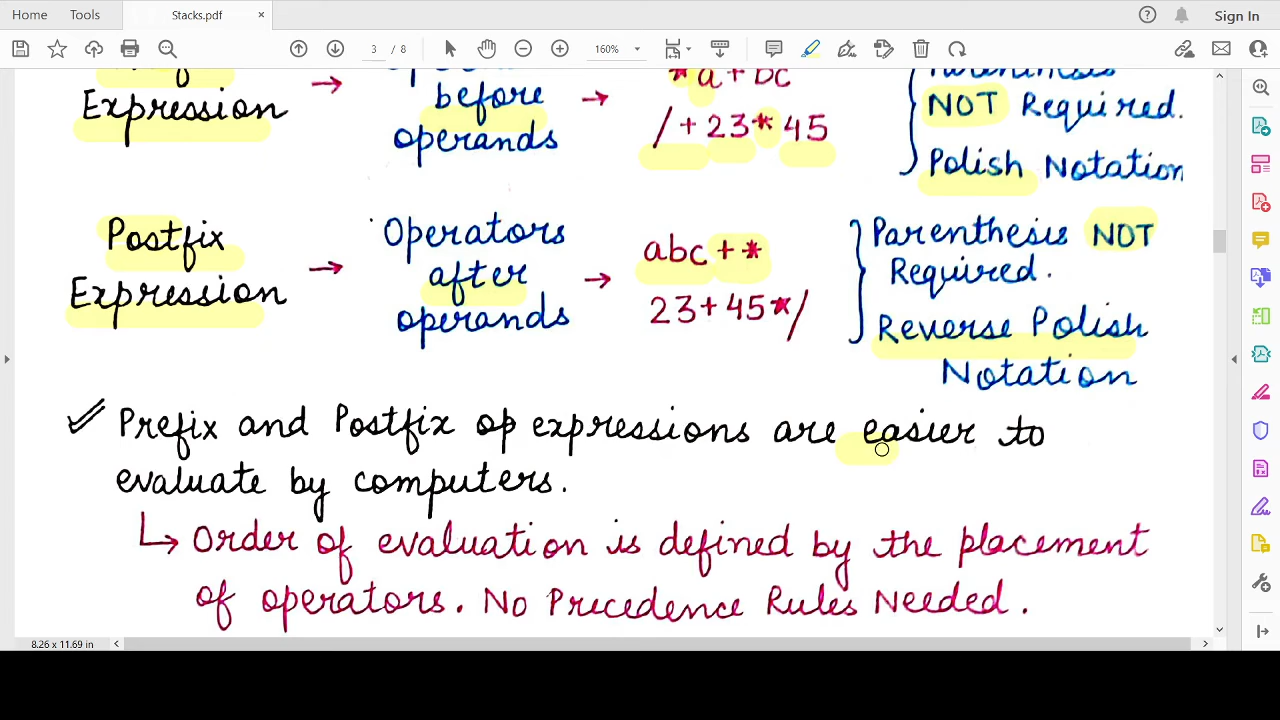 Home Tools Stacks.pdf × Sign In
3 / 8 160%
Expression → before → *a+bc
operands /+23*45 NOT Required.
Polish Notation
Postfix Operators abc+* Parenthesis NOT
Expression → after → 23+45*/ Required.
operands Reverse Polish
Notation
Prefix and Postfix op expressions are easier to
evaluate by computers.
↳ Order of evaluation is defined by the placement
of operators. No Precedence Rules Needed.
8.26 x 11.69 in